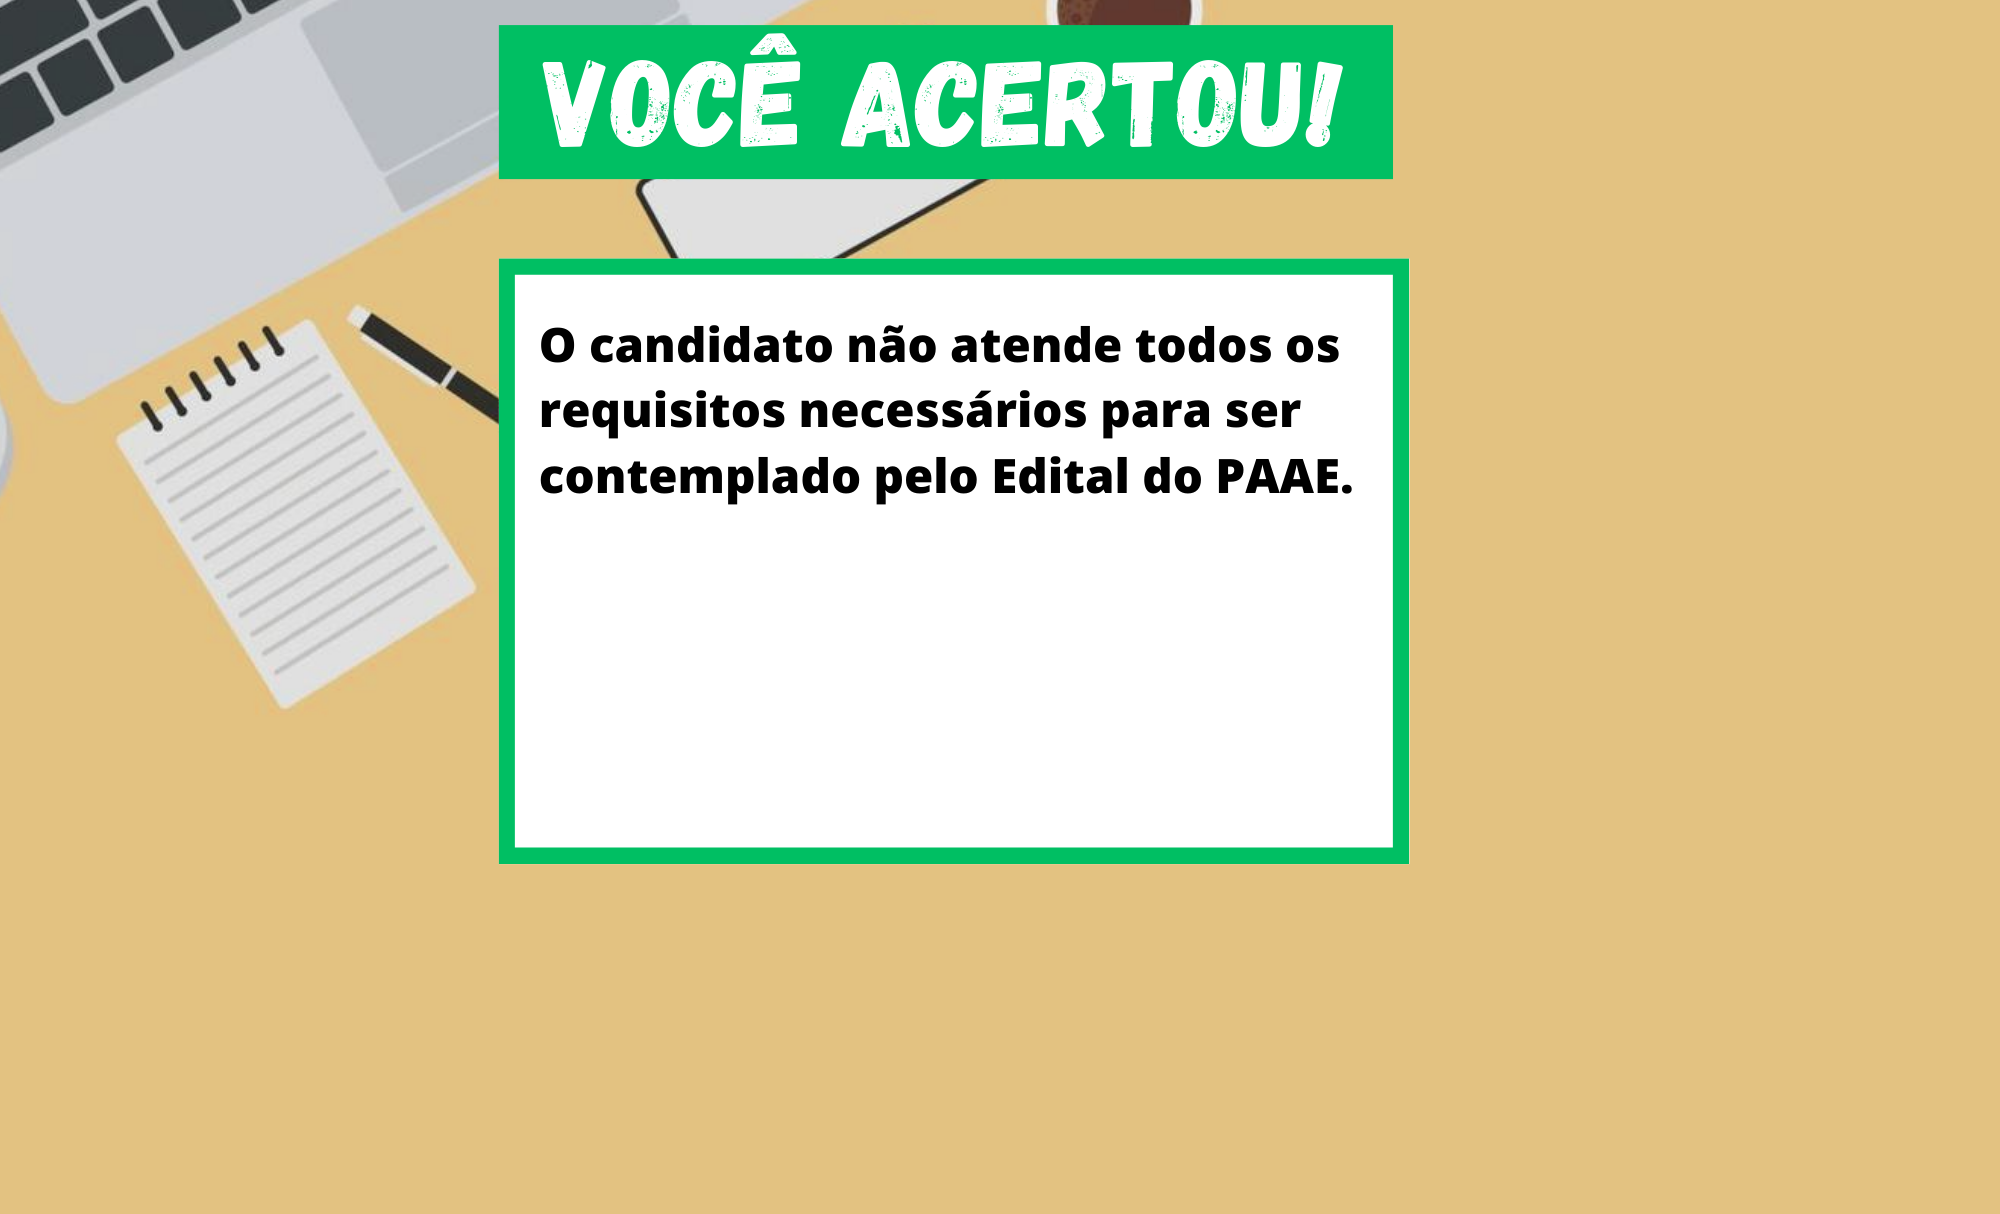 VOCÊ ACERTOU!
O candidato não atende todos os
requisitos necessários para ser
contemplado pelo Edital do PAAE.